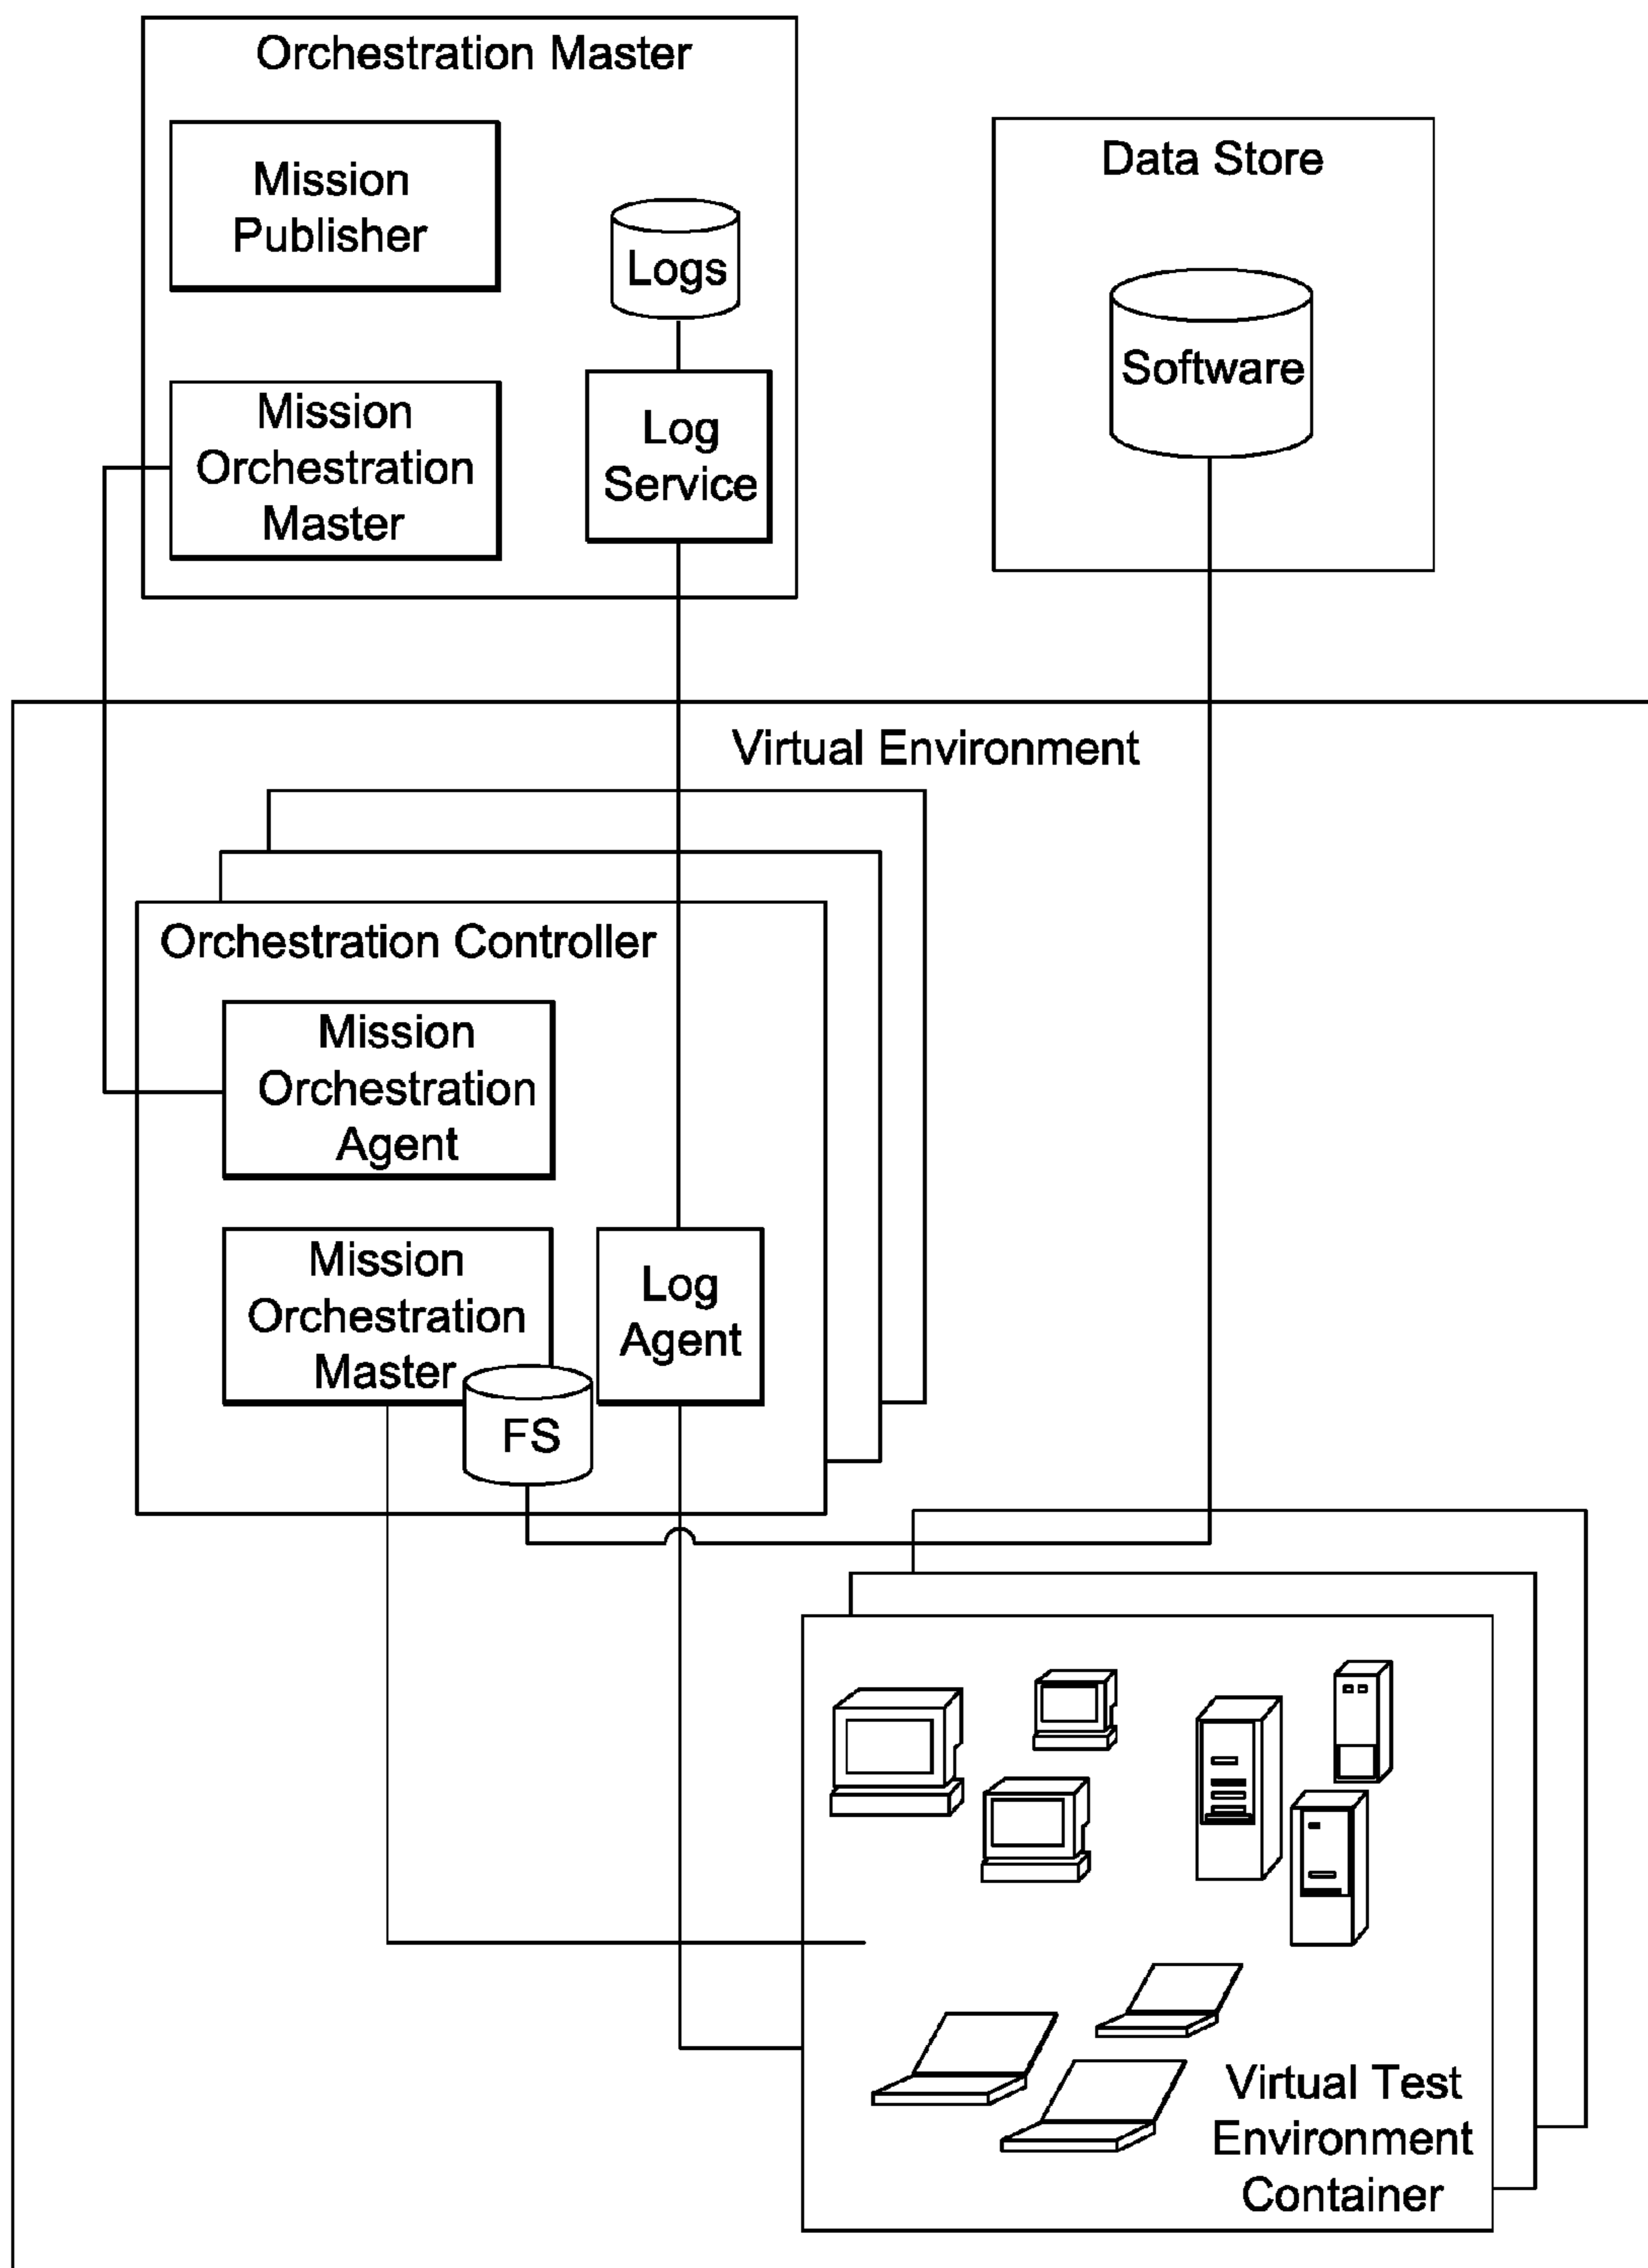 Orchestration Master
Mission
Publisher
Logs
Mission
Orchestration
Master
Log
Service
Data Store
Software
Virtual Environment
Orchestration Controller
Mission
Orchestration
Agent
Mission
Orchestration
Master
Log
Agent
FS
Virtual Test
Environment
Container